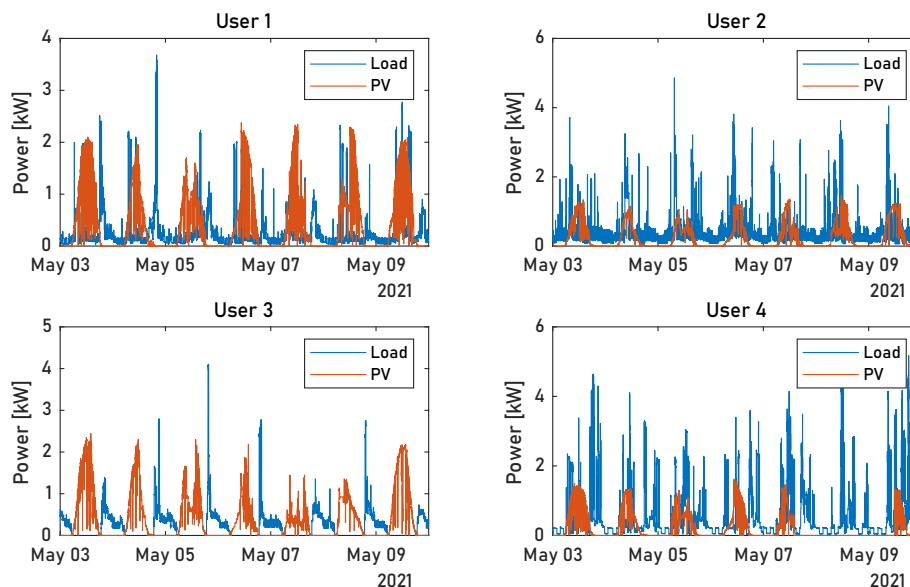 User 1
Power [kW]
4
3
2
1
0
Load
PV
May 03
May 05
May 07
May 09
2021
User 2
Power [kW]
6
4
2
0
Load
PV
May 03
May 05
May 07
May 09
2021
User 3
Power [kW]
5
4
3
2
1
0
Load
PV
May 03
May 05
May 07
May 09
2021
User 4
Power [kW]
6
4
2
0
Load
PV
May 03
May 05
May 07
May 09
2021